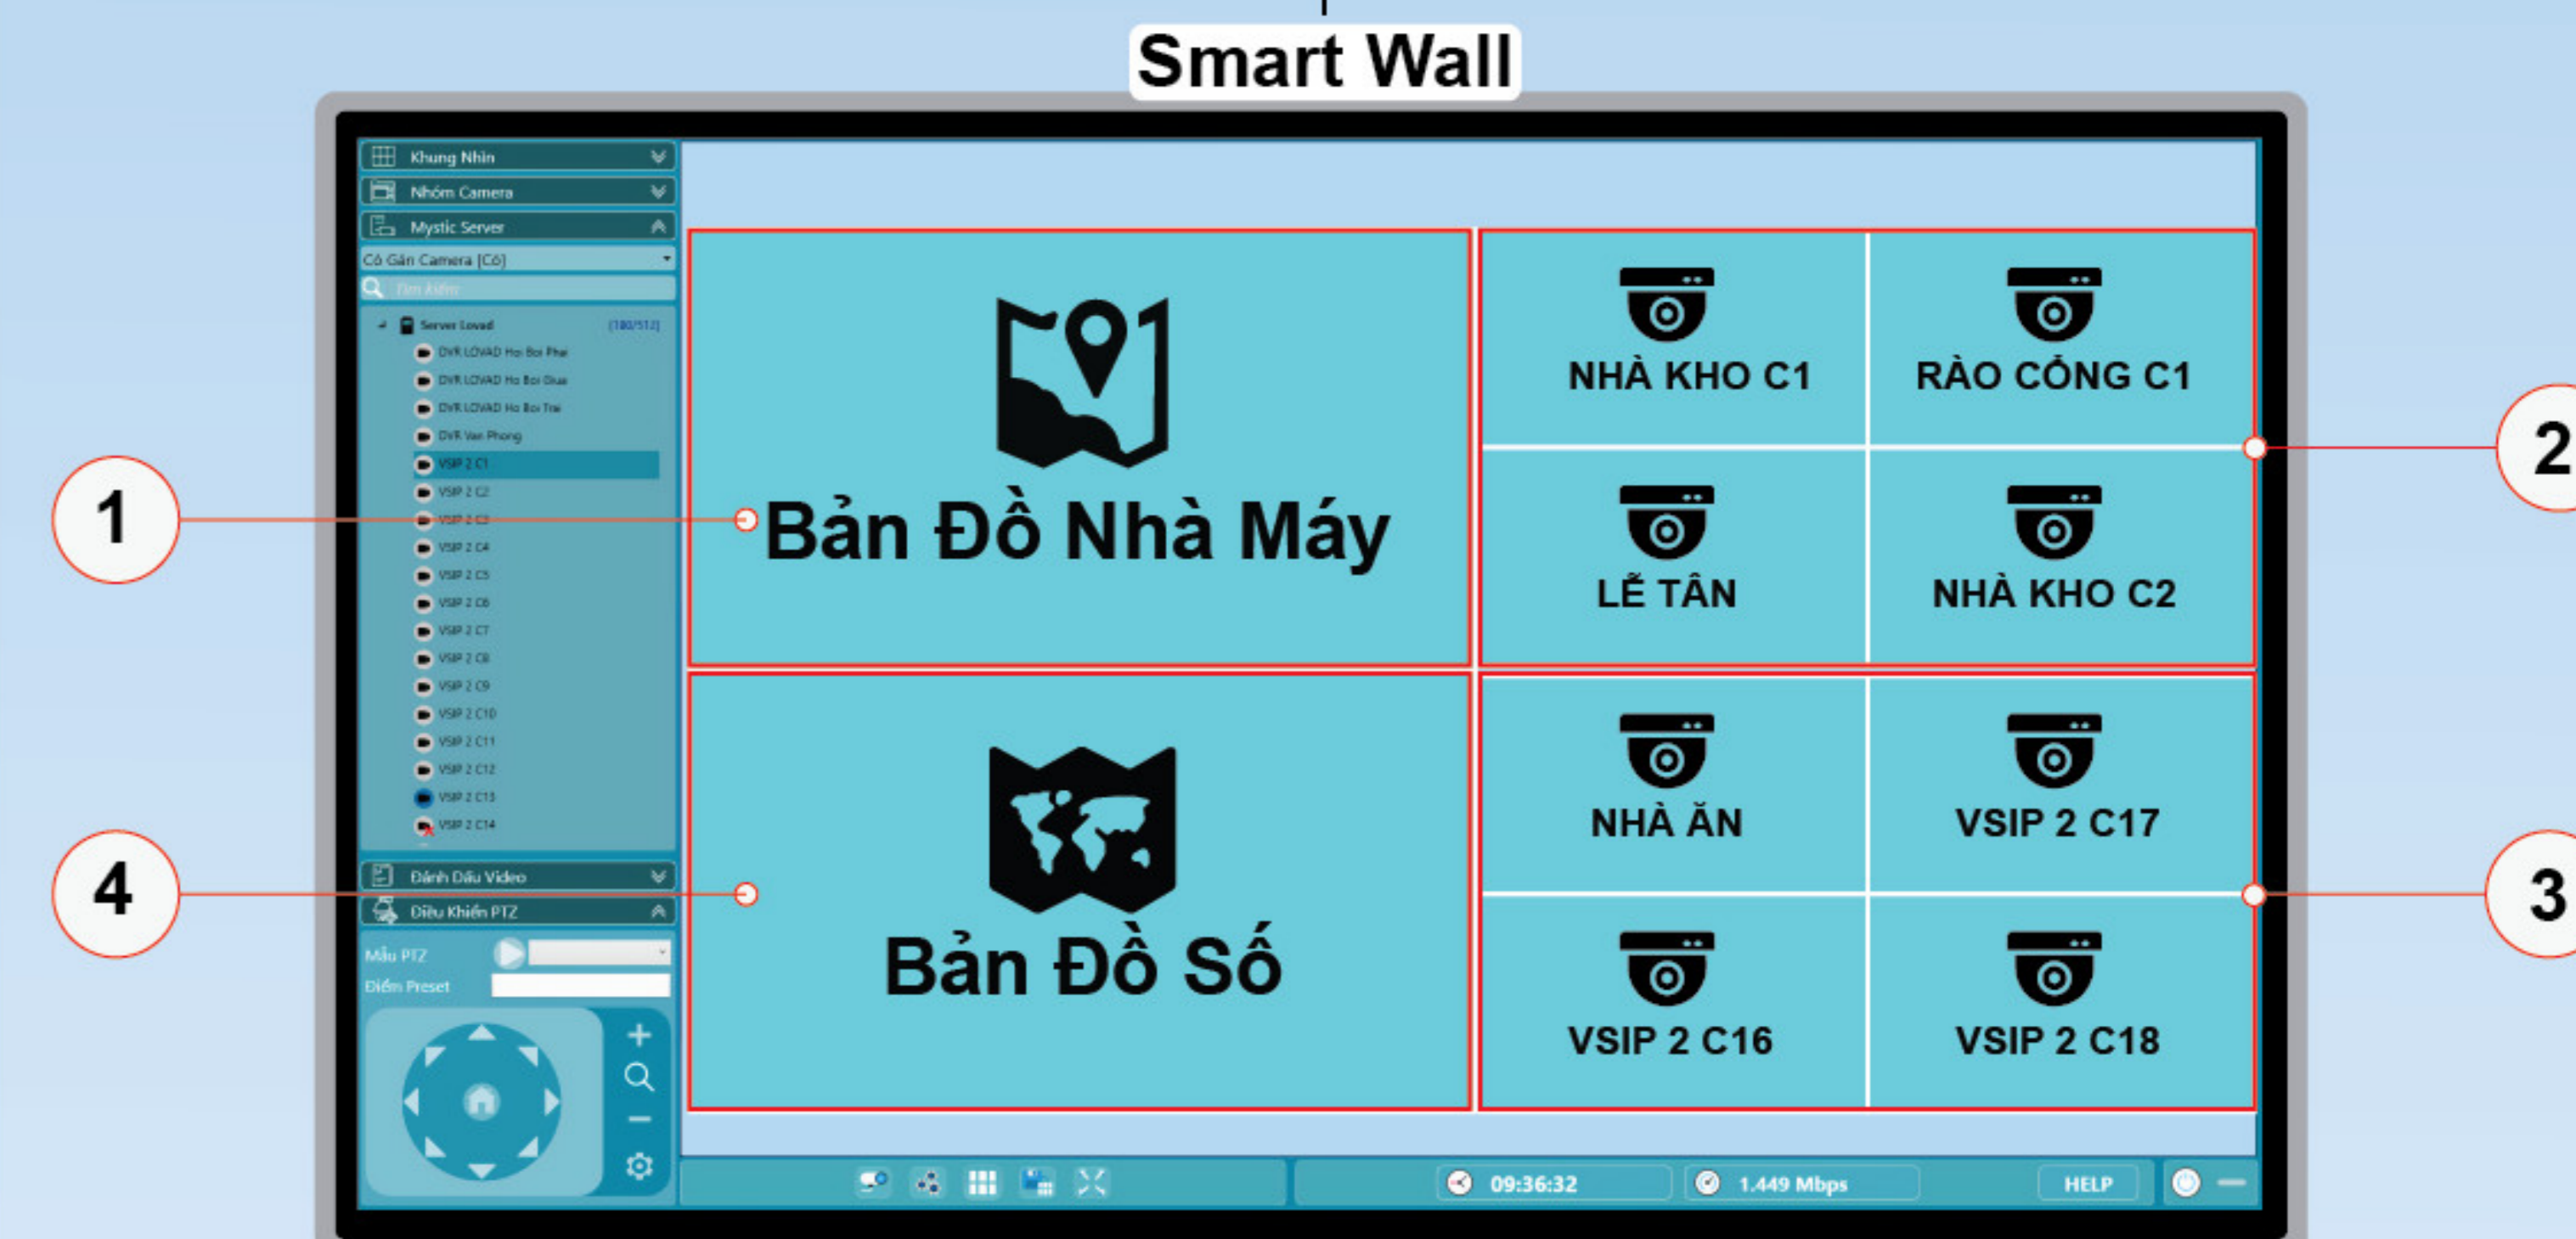 Smart Wall
Khung Nhìn
Nhóm Camera
Mystic Server
Có Gán Camera [Có]
Tìm kiếm
Server Lovad [180/512]
DVR LOVAD Hoi Boi Phai
DVR LOVAD Ho Boi Giua
DVR LOVAD Ho Boi Trai
DVR Van Phong
VSIP 2 C1
VSIP 2 C2
VSIP 2 C3
VSIP 2 C4
VSIP 2 C5
VSIP 2 C6
VSIP 2 C7
VSIP 2 C8
VSIP 2 C9
VSIP 2 C10
VSIP 2 C11
VSIP 2 C12
VSIP 2 C13
VSIP 2 C14
Đánh Dấu Video
Điều Khiển PTZ
Mẫu PTZ
Điểm Preset
1
Bản Đồ Nhà Máy
NHÀ KHO C1
RÀO CỔNG C1
2
LỄ TÂN
NHÀ KHO C2
4
Bản Đồ Số
NHÀ ĂN
VSIP 2 C17
3
VSIP 2 C16
VSIP 2 C18
09:36:32
1.449 Mbps
HELP